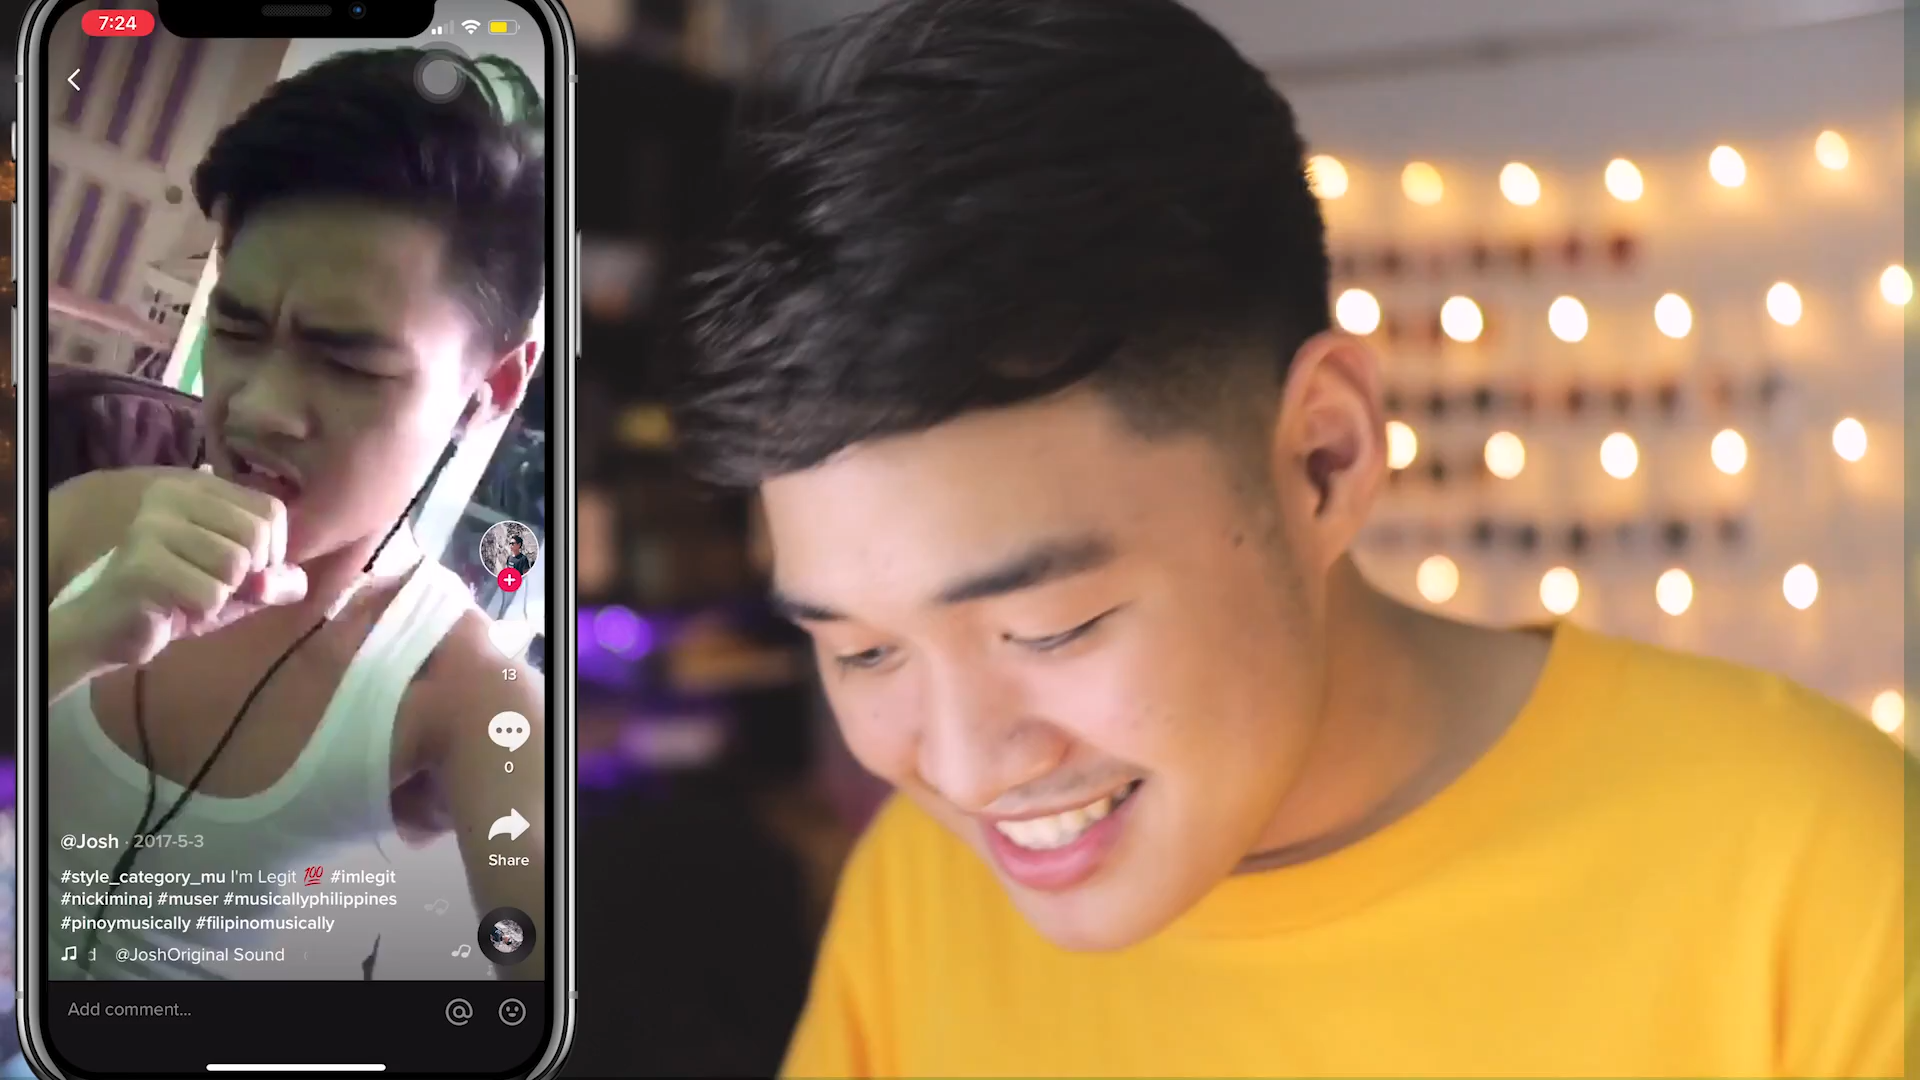 7:24
13
0
Share
@Josh · 2017-5-3
#style_category_mu I'm Legit 💯 #imlegit
#nickiminaj #muser #musicallyphilippines
#pinoymusically #filipinomusically
d @JoshOriginal Sound
Add comment...